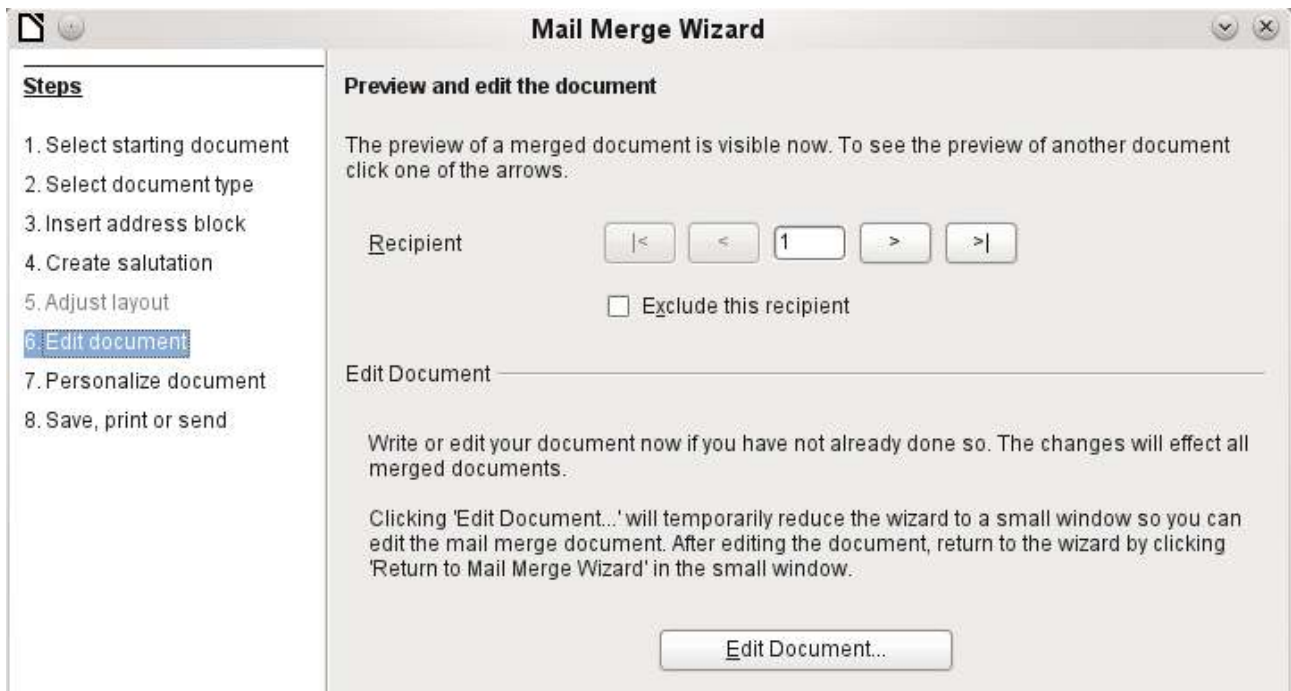 Mail Merge Wizard
Steps
1. Select starting document
2. Select document type
3. Insert address block
4. Create salutation
5. Adjust layout
6. Edit document
7. Personalize document
8. Save, print or send
Preview and edit the document
The preview of a merged document is visible now. To see the preview of another document
click one of the arrows.
Recipient |< < 1 > >|
Exclude this recipient
Edit Document
Write or edit your document now if you have not already done so. The changes will effect all
merged documents.
Clicking 'Edit Document...' will temporarily reduce the wizard to a small window so you can
edit the mail merge document. After editing the document, return to the wizard by clicking
'Return to Mail Merge Wizard' in the small window.
Edit Document...